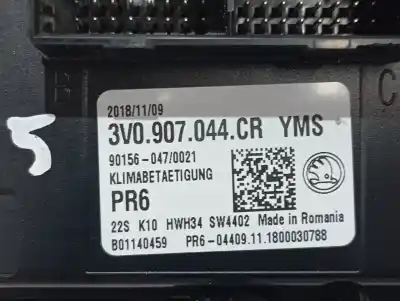 B
C
5
2018/11/09
3V0.907.044.CR YMS
90156-047/0021
KLIMABETAETIGUNG
PR6
22S K10 HWH34 SW4402 Made in Romania
B01140459 PR6-04409.11.1800030788